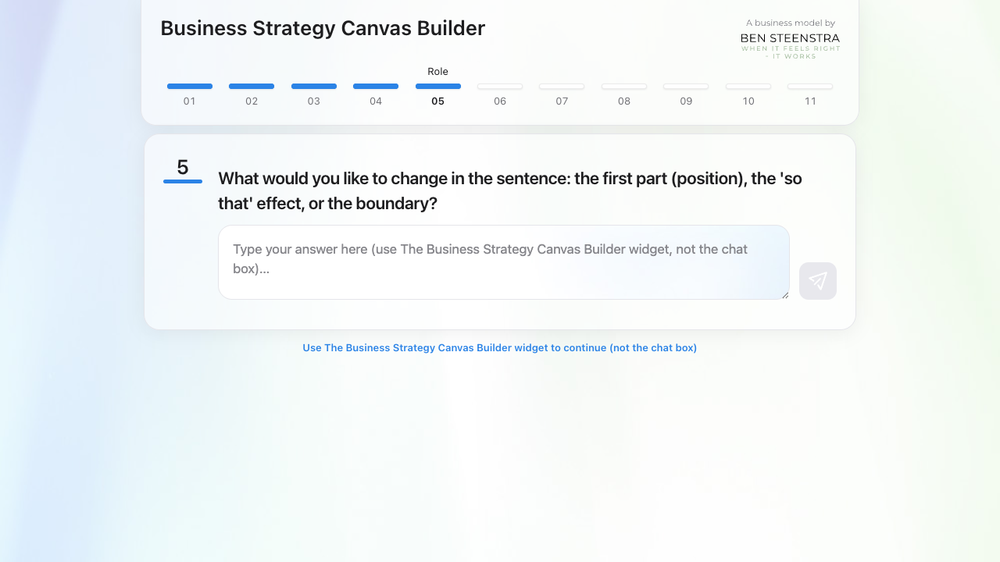 Business Strategy Canvas Builder
A business model by
BEN STEENSTRA
WHEN IT FEELS RIGHT
- IT WORKS
Role
01 02 03 04 05 06 07 08 09 10 11
5
What would you like to change in the sentence: the first part (position), the 'so
that' effect, or the boundary?
Type your answer here (use The Business Strategy Canvas Builder widget, not the chat
box)...
Use The Business Strategy Canvas Builder widget to continue (not the chat box)